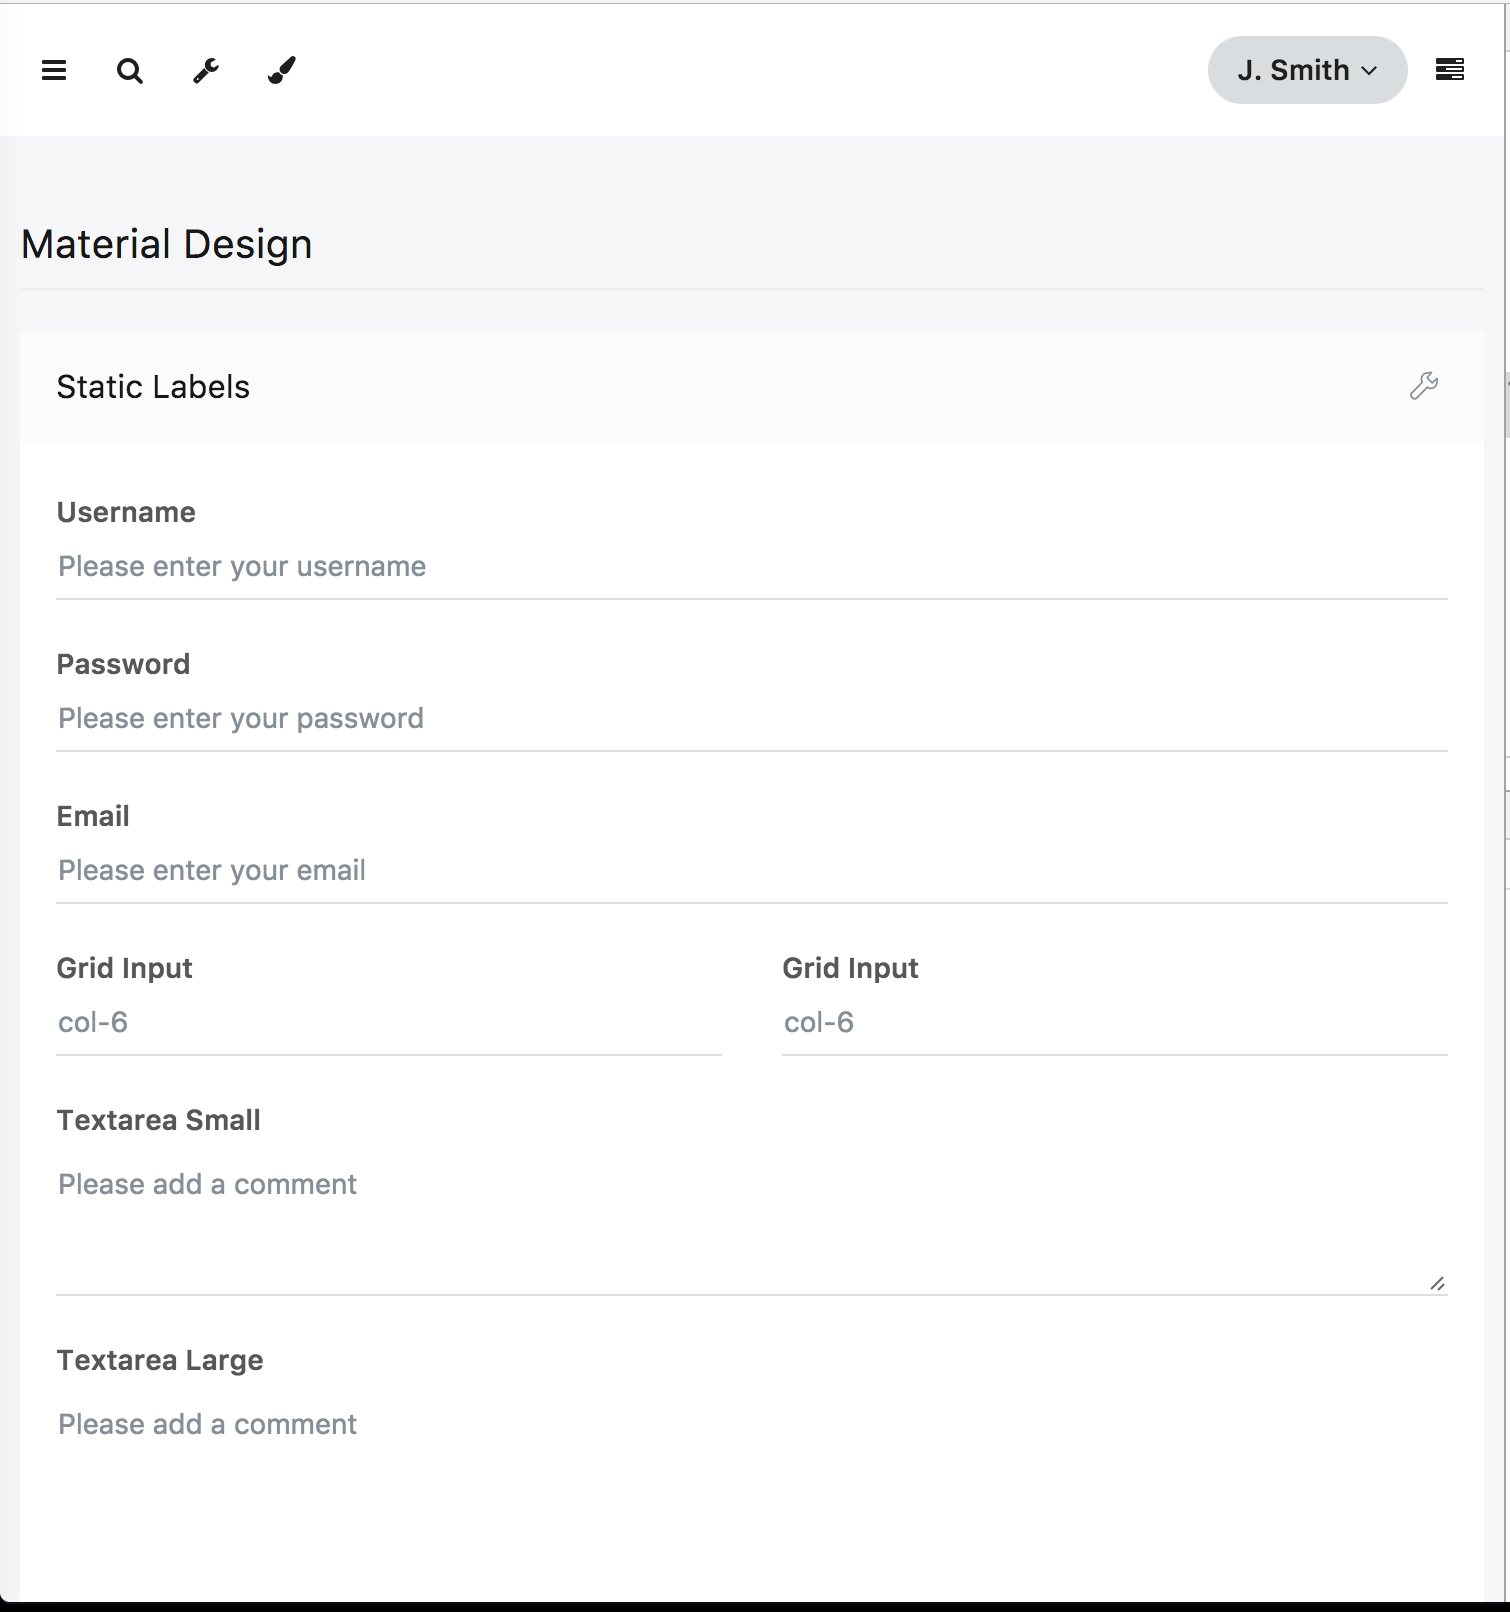 J. Smith
Material Design
Static Labels
Username
Please enter your username
Password
Please enter your password
Email
Please enter your email
Grid Input
Grid Input
col-6
col-6
Textarea Small
Please add a comment
Textarea Large
Please add a comment